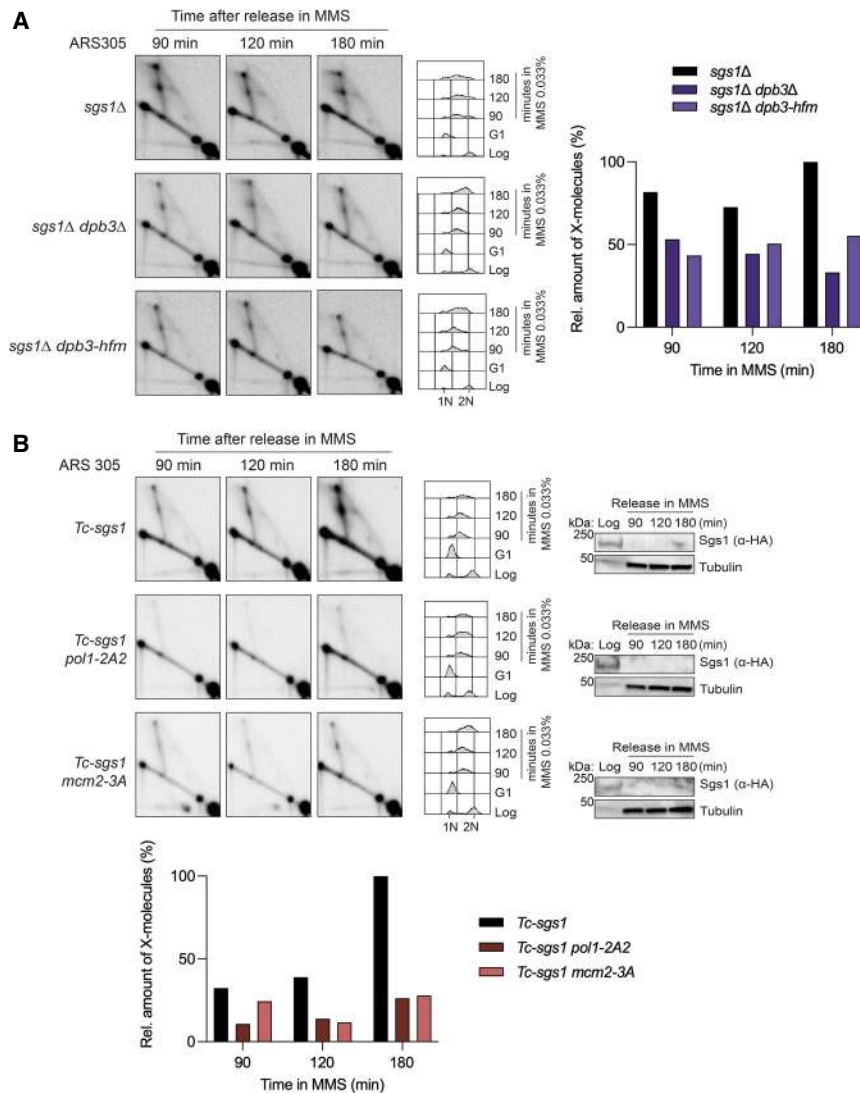 A
Time after release in MMS
ARS305 90 min 120 min 180 min
sgs1Δ
180
120
90
G1
Log
minutes in
MMS 0.033%
sgs1Δ dpb3Δ
180
120
90
G1
Log
minutes in
MMS 0.033%
sgs1Δ dpb3-hfm
180
120
90
G1
Log
minutes in
MMS 0.033%
1N 2N
sgs1Δ
sgs1Δ dpb3Δ
sgs1Δ dpb3-hfm
Rel. amount of X-molecules (%)
100
50
0
90 120 180
Time in MMS (min)
B
Time after release in MMS
ARS 305 90 min 120 min 180 min
Tc-sgs1
180
120
90
G1
Log
minutes in
MMS 0.033%
Release in MMS
kDa: Log 90 120 180 (min)
250
Sgs1 (α-HA)
50
Tubulin
Tc-sgs1
pol1-2A2
180
120
90
G1
Log
minutes in
MMS 0.033%
Release in MMS
kDa: Log 90 120 180 (min)
250
Sgs1 (α-HA)
50
Tubulin
Tc-sgs1
mcm2-3A
180
120
90
G1
Log
minutes in
MMS 0.033%
1N 2N
Release in MMS
kDa: Log 90 120 180 (min)
250
Sgs1 (α-HA)
50
Tubulin
Rel. amount of X-molecules (%)
100
50
0
90 120 180
Time in MMS (min)
Tc-sgs1
Tc-sgs1 pol1-2A2
Tc-sgs1 mcm2-3A